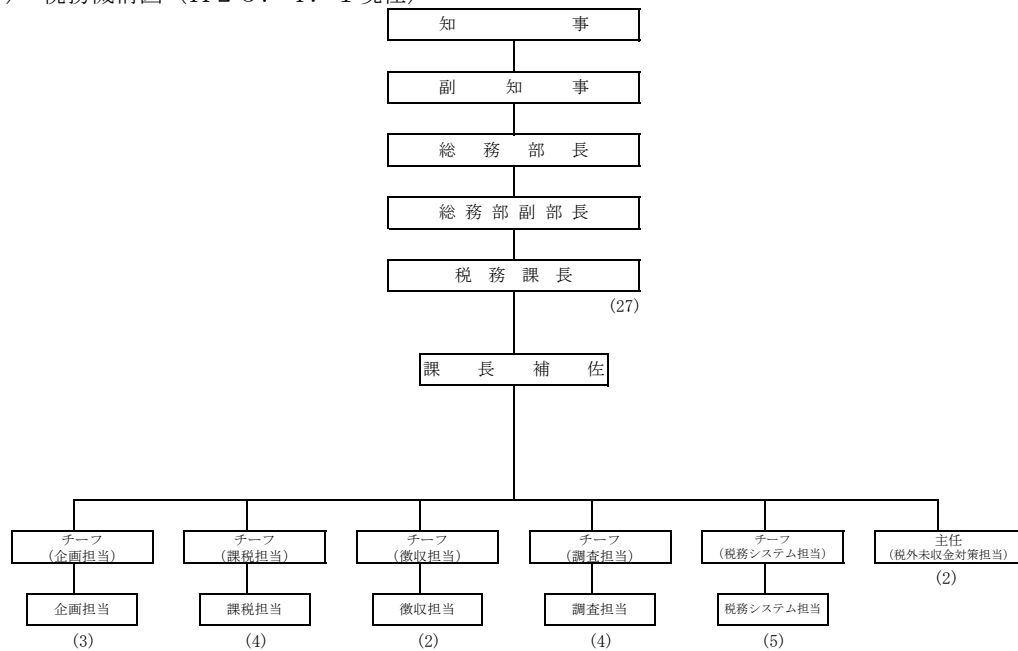 知事
副知事
総務部長
総務部副部長
税務課長
(27)
課長補佐
チーフ
(企画担当)
チーフ
(課税担当)
チーフ
(徴収担当)
チーフ
(調査担当)
チーフ
(税務システム担当)
主任
(税外未収金対策担当)
(2)
企画担当
課税担当
徴収担当
調査担当
税務システム担当
(3)
(4)
(2)
(4)
(5)